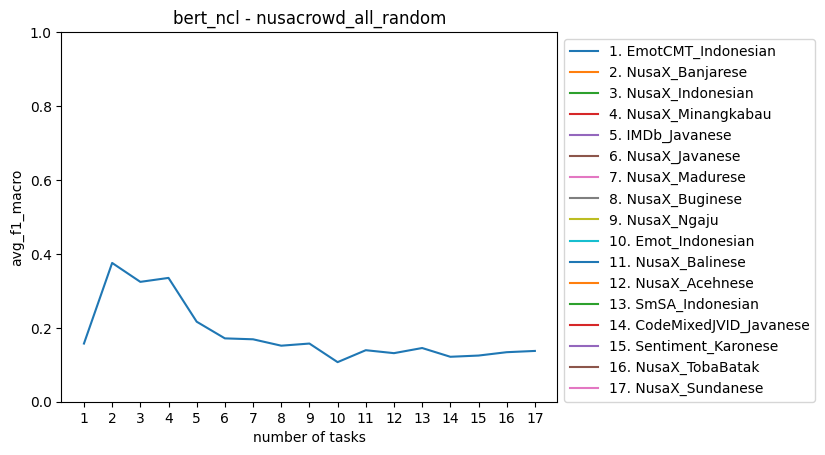 bert_ncl - nusacrowd_all_random
avg_f1_macro
1.0
0.8
0.6
0.4
0.2
0.0
1 2 3 4 5 6 7 8 9 10 11 12 13 14 15 16 17
number of tasks
1. EmotCMT_Indonesian
2. NusaX_Banjarese
3. NusaX_Indonesian
4. NusaX_Minangkabau
5. IMDb_Javanese
6. NusaX_Javanese
7. NusaX_Madurese
8. NusaX_Buginese
9. NusaX_Ngaju
10. Emot_Indonesian
11. NusaX_Balinese
12. NusaX_Acehnese
13. SmSA_Indonesian
14. CodeMixedJVID_Javanese
15. Sentiment_Karonese
16. NusaX_TobaBatak
17. NusaX_Sundanese